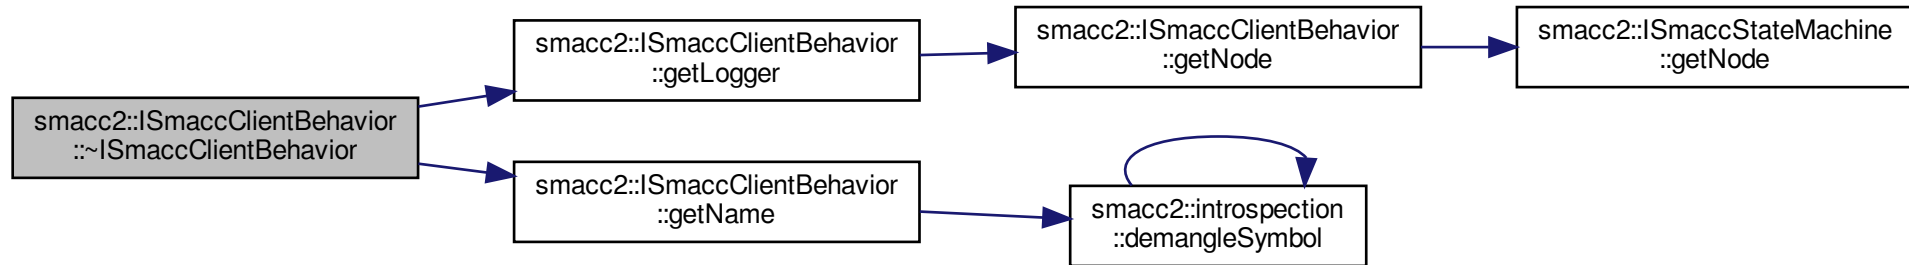 smacc2::ISmaccClientBehavior
::~ISmaccClientBehavior
smacc2::ISmaccClientBehavior
::getLogger
smacc2::ISmaccClientBehavior
::getNode
smacc2::ISmaccStateMachine
::getNode
smacc2::ISmaccClientBehavior
::getName
smacc2::introspection
::demangleSymbol